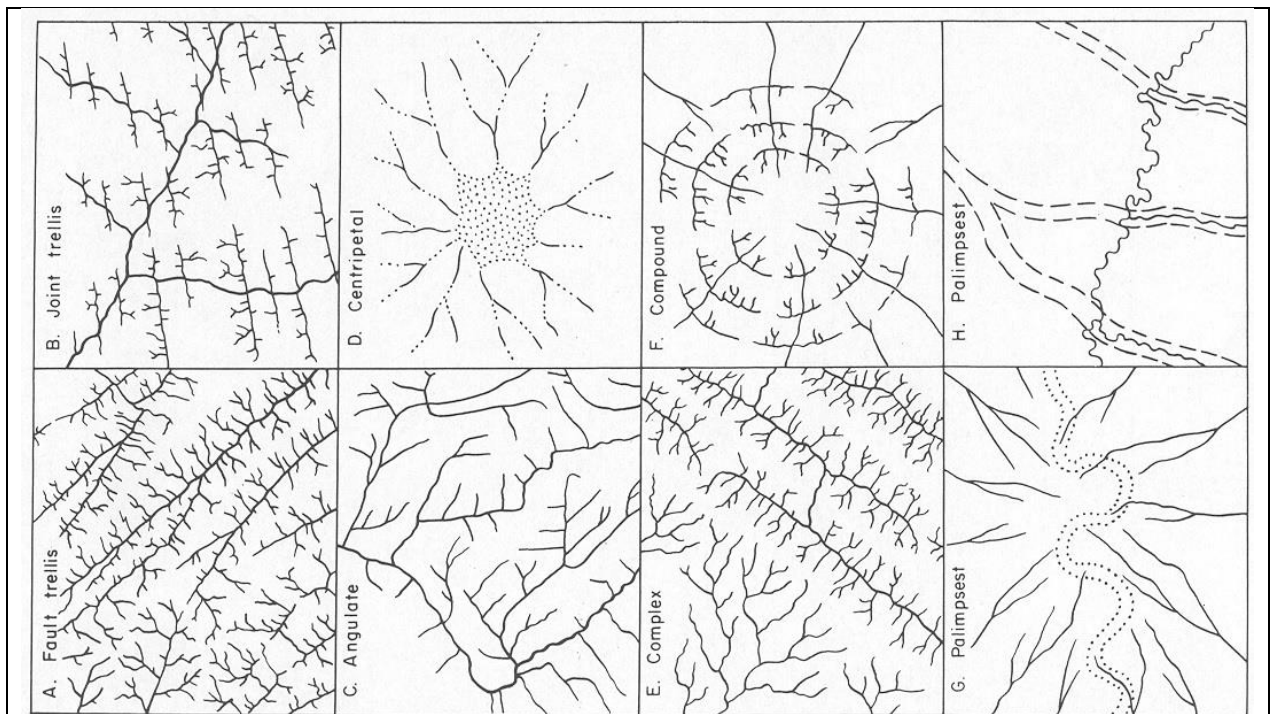 A. Fault trellis
B. Joint trellis
C. Angulate
D. Centripetal
E. Complex
F. Compound
G. Palimpsest
H. Palimpsest